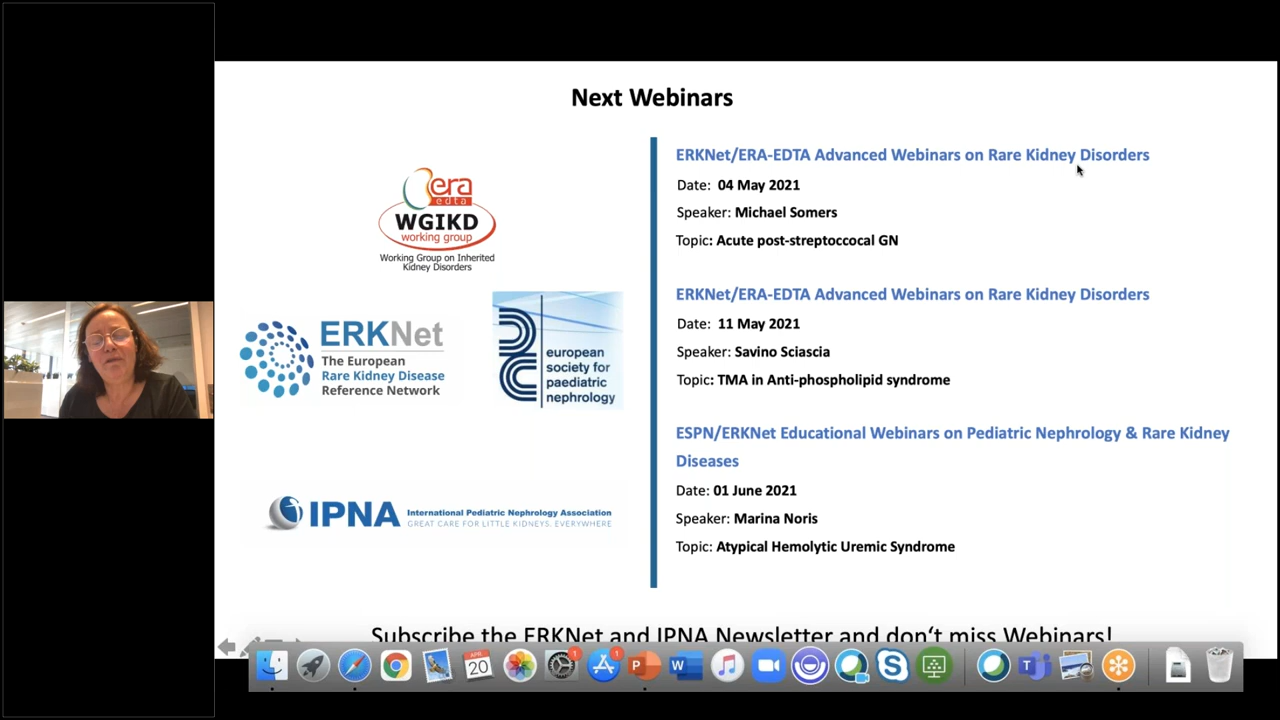 Next Webinars
era
edta
WGIKD
working group
Working Group on Inherited
Kidney Disorders
ERKNet
The European
Rare Kidney Disease
Reference Network
european
society for
paediatric
nephrology
IPNA International Pediatric Nephrology Association
GREAT CARE FOR LITTLE KIDNEYS. EVERYWHERE
ERKNet/ERA-EDTA Advanced Webinars on Rare Kidney Disorders
Date: 04 May 2021
Speaker: Michael Somers
Topic: Acute post-streptoccocal GN
ERKNet/ERA-EDTA Advanced Webinars on Rare Kidney Disorders
Date: 11 May 2021
Speaker: Savino Sciascia
Topic: TMA in Anti-phospholipid syndrome
ESPN/ERKNet Educational Webinars on Pediatric Nephrology & Rare Kidney
Diseases
Date: 01 June 2021
Speaker: Marina Noris
Topic: Atypical Hemolytic Uremic Syndrome
Subscribe the ERKNet and IPNA Newsletter and don‘t miss Webinars!
APR
20
1
1
P
W
S
T